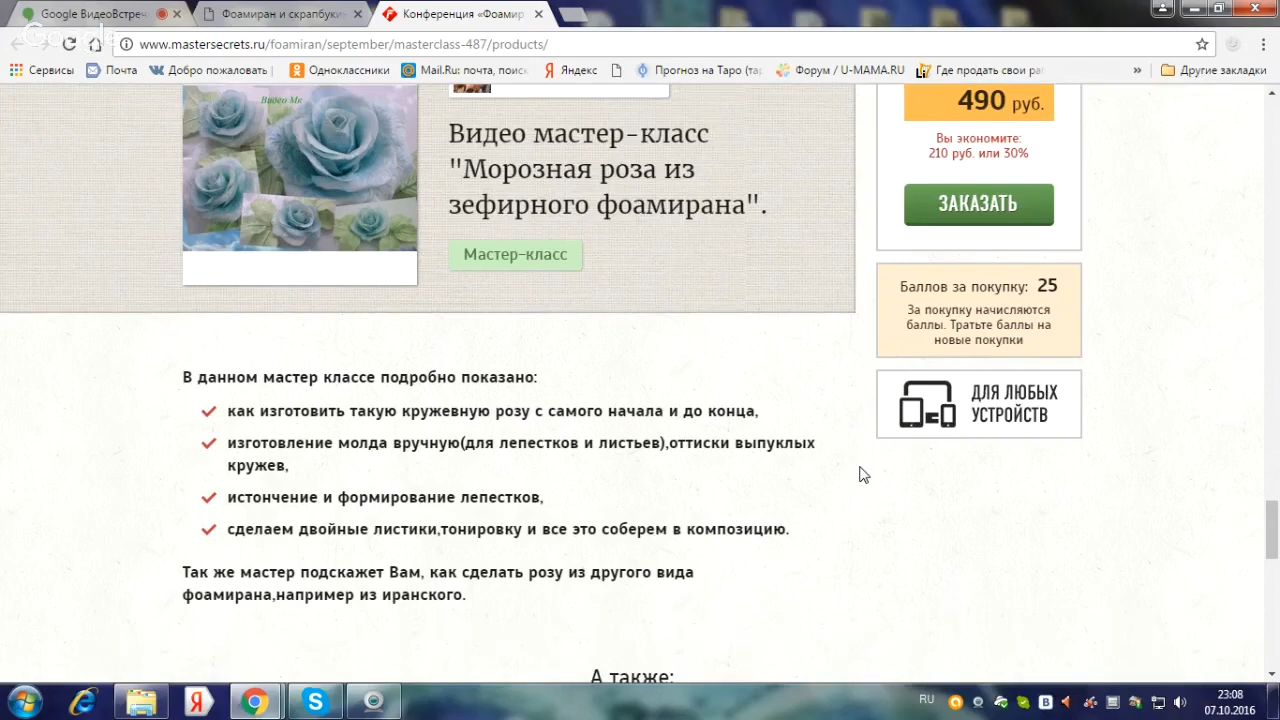 Google ВидеоВстреч
Фоамиран и скрапбукин
Конференция «Фоамир
Google
www.mastersecrets.ru/foamiran/september/masterclass-487/products/
Сервисы
Почта
Добро пожаловать
Одноклассники
Mail.Ru: почта, поиск
Яндекс
Прогноз на Таро (та
Форум / U-MAMA.RU
Где продать свои ра
»
Другие закладки
Видео Мк
Видео мастер-класс
"Морозная роза из
зефирного фоамирана".
Мастер-класс
490 руб.
Вы экономите:
210 руб. или 30%
ЗАКАЗАТЬ
Баллов за покупку: 25
За покупку начисляются
баллы. Тратьте баллы на
новые покупки
ДЛЯ ЛЮБЫХ
УСТРОЙСТВ
В данном мастер классе подробно показано:
как изготовить такую кружевную розу с самого начала и до конца,
изготовление молда вручную(для лепестков и листьев),оттиски выпуклых
кружев,
истончение и формирование лепестков,
сделаем двойные листики,тонировку и все это соберем в композицию.
Так же мастер подскажет Вам, как сделать розу из другого вида
фоамирана,например из иранского.
А также:
RU
23:08
07.10.2016